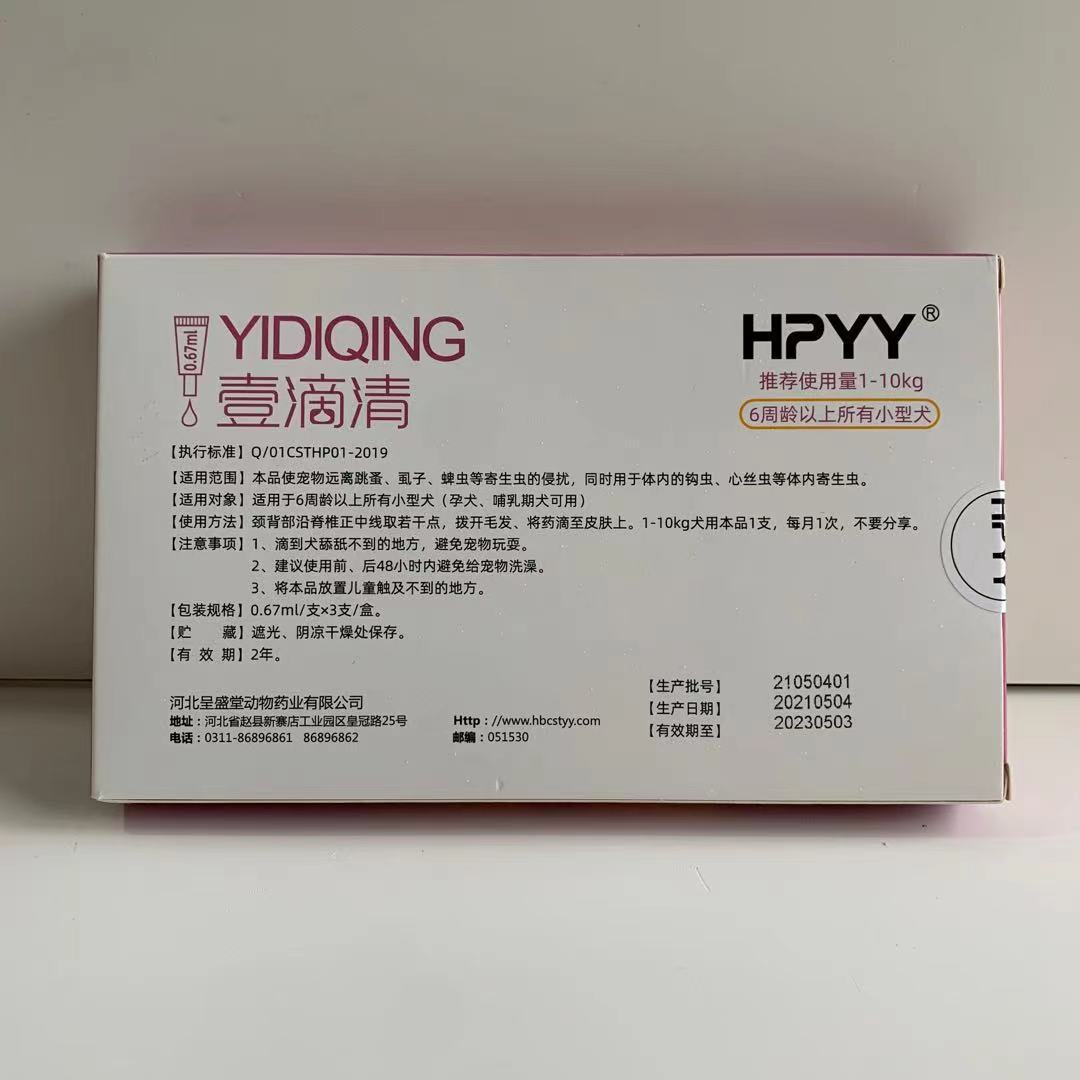 0.67ml
YIDIQING
壹滴清
HPYY®
推荐使用量1-10kg
6周龄以上所有小型犬
【执行标准】Q/01CSTHP01-2019
【适用范围】本品使宠物远离跳蚤、虱子、蜱虫等寄生虫的侵扰，同时用于体内的钩虫、心丝虫等体内寄生虫。
【适用对象】适用于6周龄以上所有小型犬（孕犬、哺乳期犬可用）
【使用方法】颈背部沿脊椎正中线取若干点，拨开毛发、将药滴至皮肤上。1-10kg犬用本品1支，每月1次，不要分享。
【注意事项】1、滴到犬舔舐不到的地方，避免宠物玩耍。
2、建议使用前、后48小时内避免给宠物洗澡。
3、将本品放置儿童触及不到的地方。
【包装规格】0.67ml/支×3支/盒。
【贮 藏】遮光、阴凉干燥处保存。
【有 效 期】2年。
HPYY
河北呈盛堂动物药业有限公司
地址：河北省赵县新寨店工业园区皇冠路25号 Http：//www.hbcstyy.com
电话：0311-86896861 86896862 邮编：051530
【生产批号】 21050401
【生产日期】 20210504
【有效期至】 20230503